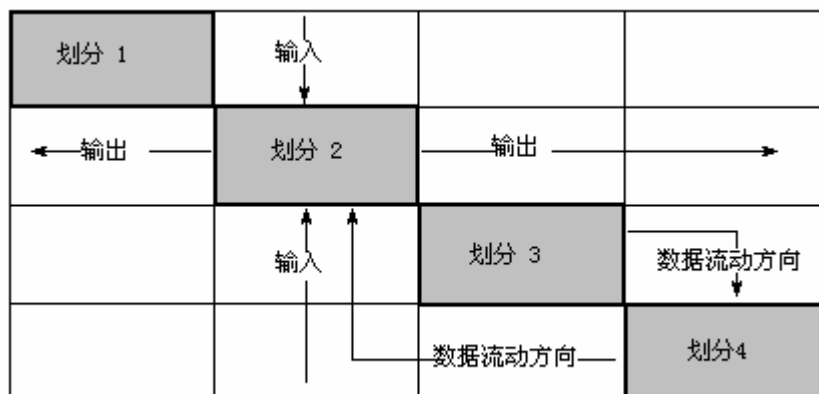 划分 1
输入
输出
划分 2
输出
输入
划分 3
数据流动方向
数据流动方向
划分4